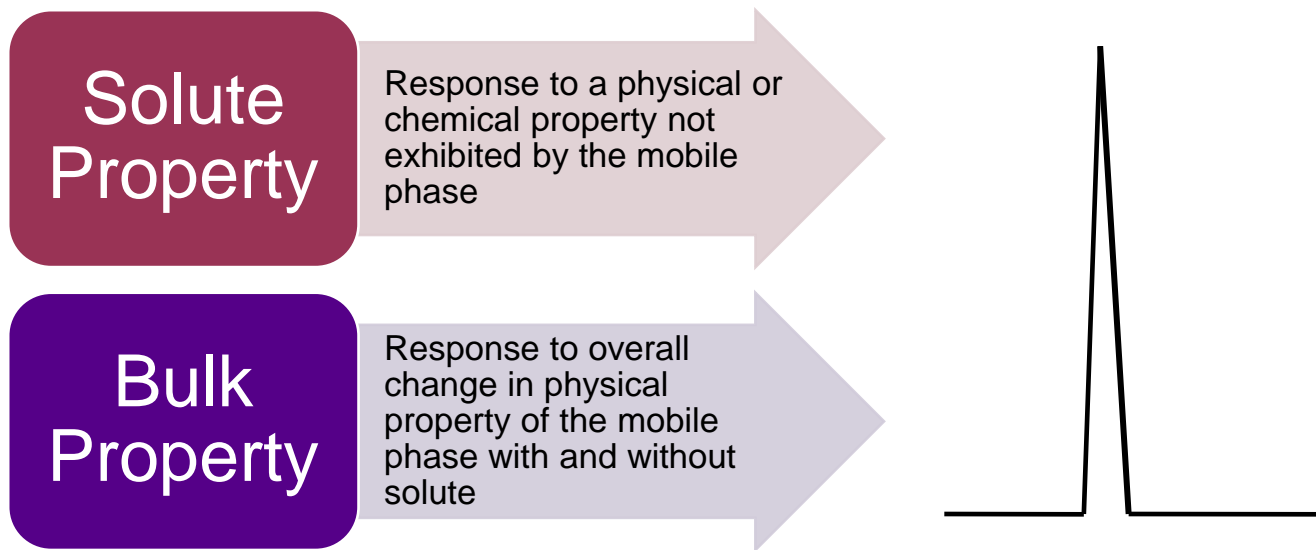 Solute
Property
Response to a physical or
chemical property not
exhibited by the mobile
phase
Bulk
Property
Response to overall
change in physical
property of the mobile
phase with and without
solute